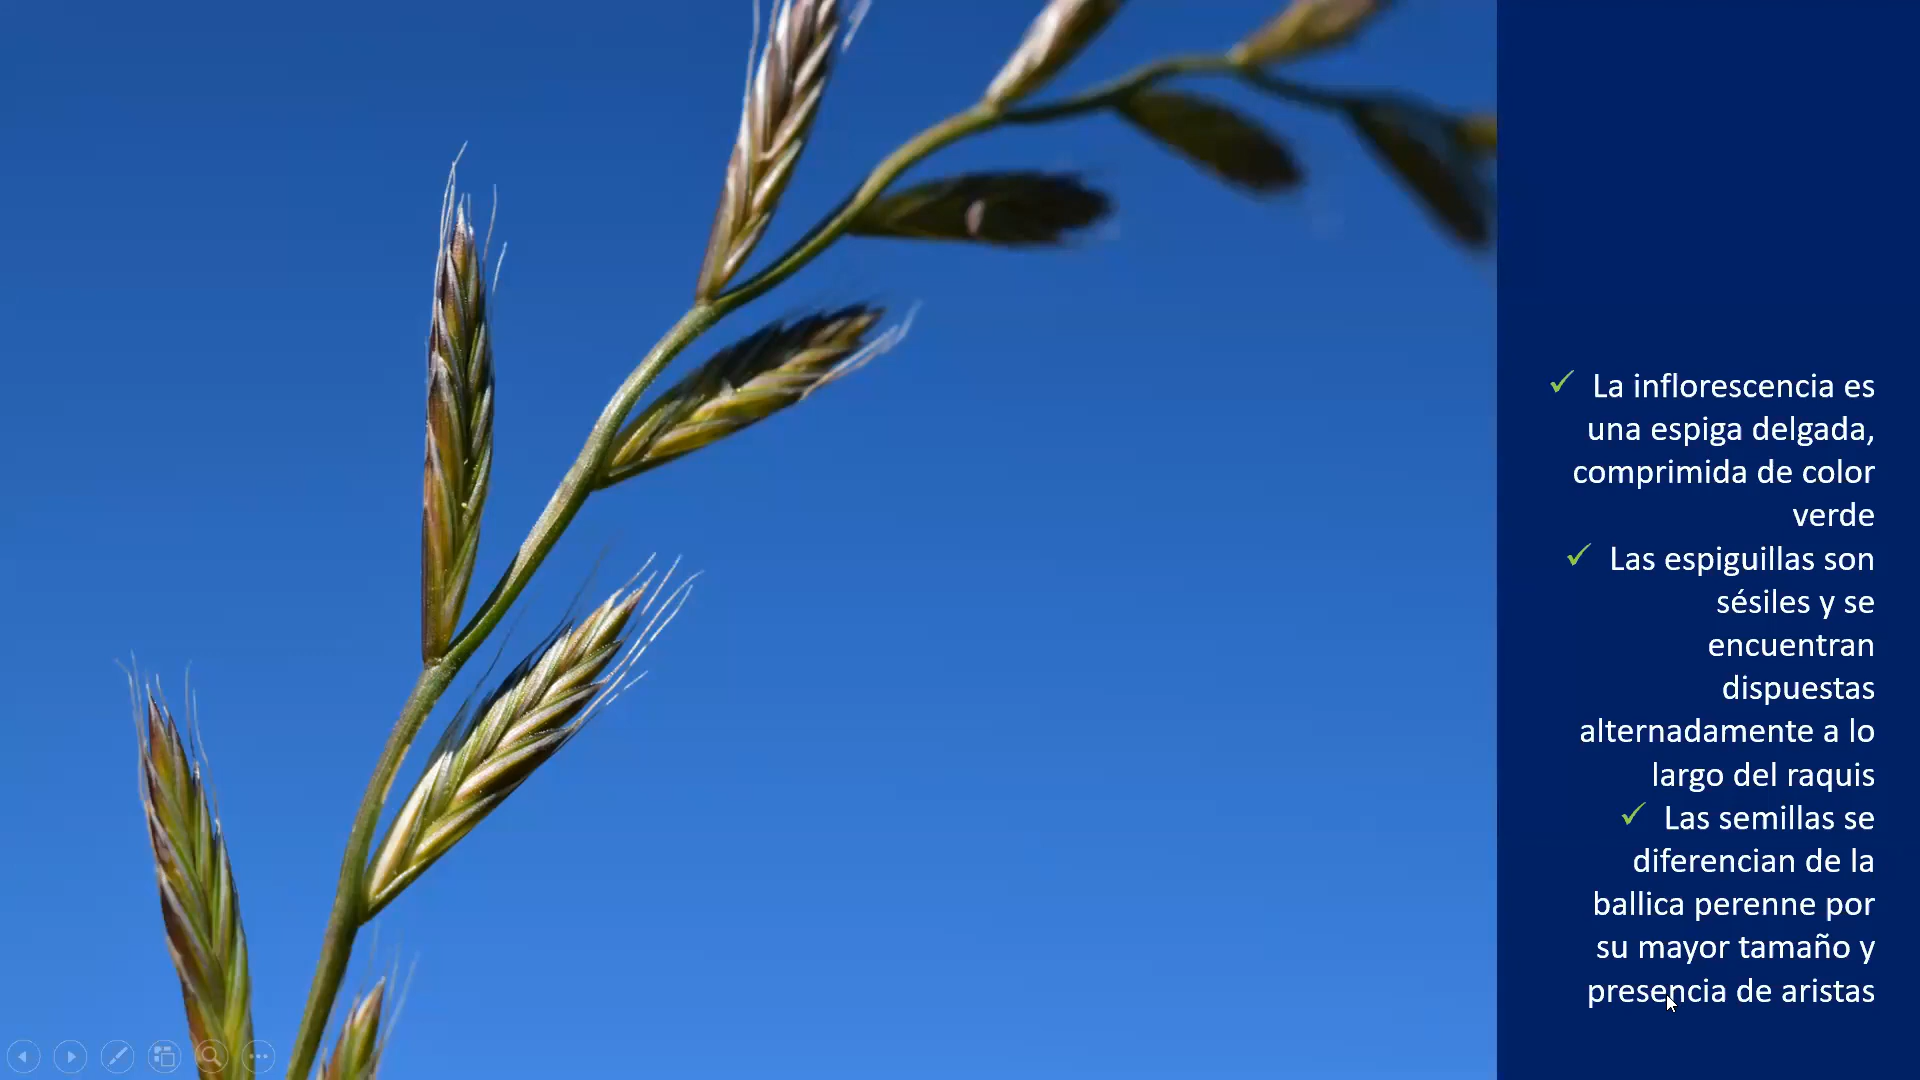 ✓ La inflorescencia es
una espiga delgada,
comprimida de color
verde
✓ Las espiguillas son
sésiles y se
encuentran
dispuestas
alternadamente a lo
largo del raquis
✓ Las semillas se
diferencian de la
ballica perenne por
su mayor tamaño y
presencia de aristas